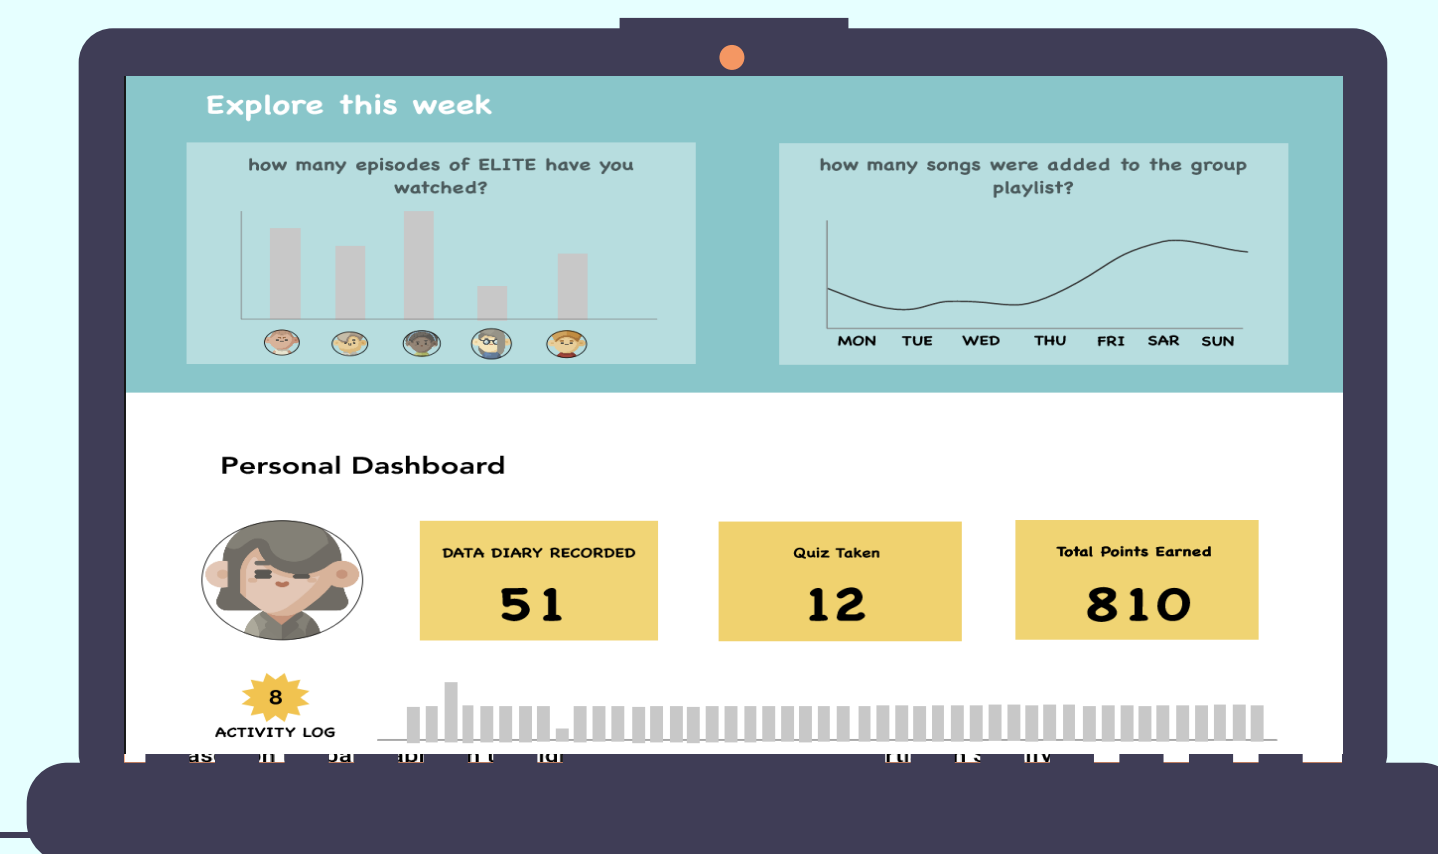 Explore this week
how many episodes of ELITE have you
watched?
how many songs were added to the group
playlist?
MON TUE WED THU FRI SAR SUN
Personal Dashboard
DATA DIARY RECORDED
51
Quiz Taken
12
Total Points Earned
810
8
ACTIVITY LOG